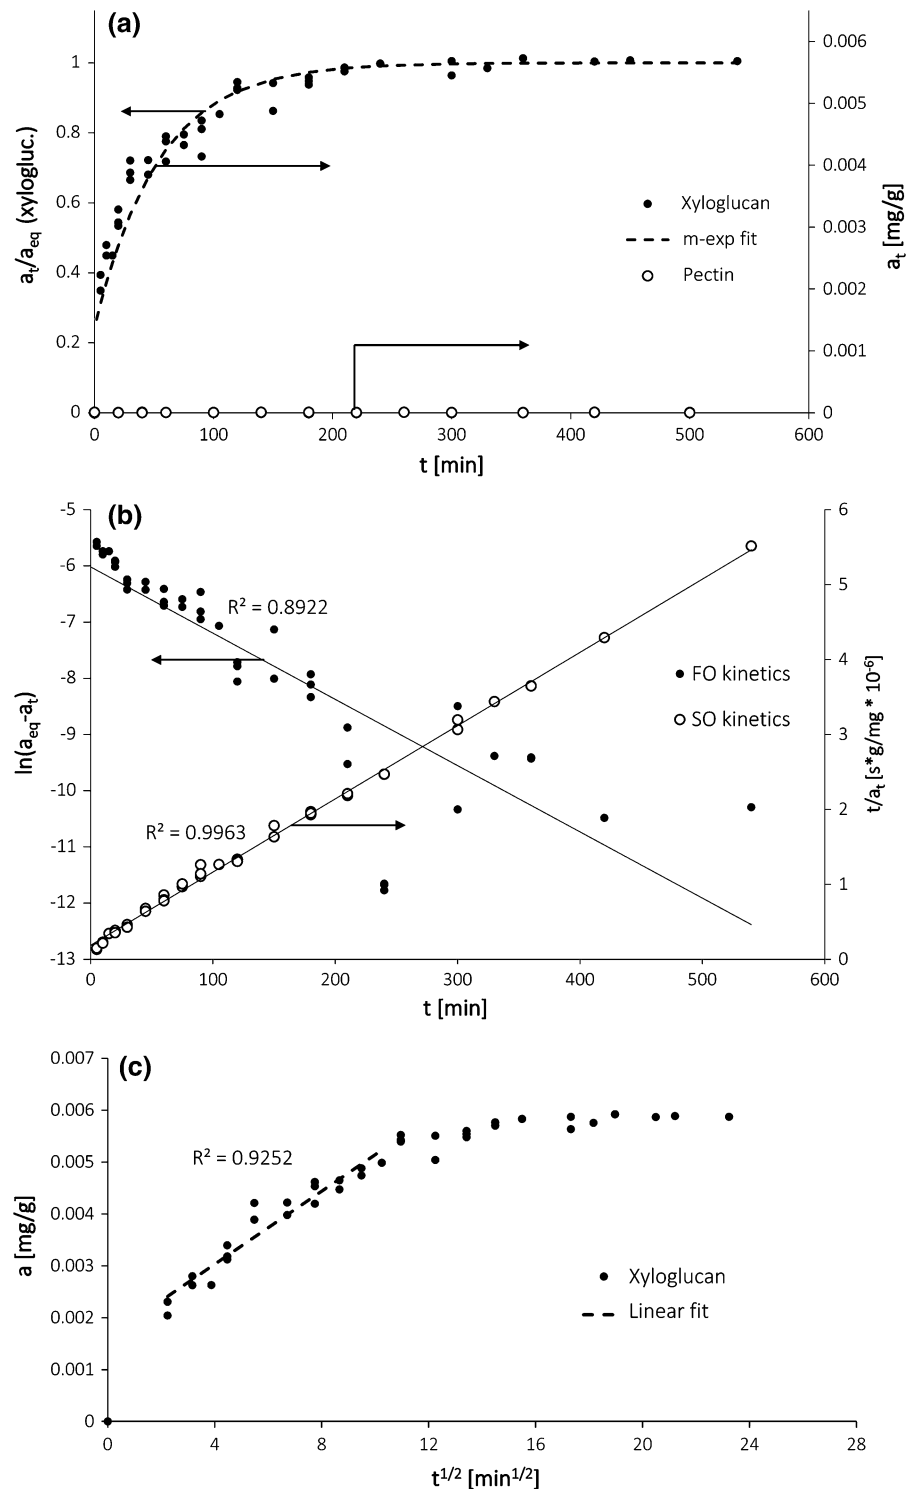 (a)
1
0.8
0.6
0.4
0.2
0
a_t/a_eq (xylogluc.)
0.006
0.005
0.004
0.003
0.002
0.001
0
a_t [mg/g]
Xyloglucan
m-exp fit
Pectin
0 100 200 300 400 500 600
t [min]
(b)
-5
-6
-7
-8
-9
-10
-11
-12
-13
ln(a_eq-a_t)
6
5
4
3
2
1
0
t/a_t [s*g/mg * 10^-6]
R² = 0.8922
FO kinetics
SO kinetics
R² = 0.9963
0 100 200 300 400 500 600
t [min]
(c)
0.007
0.006
0.005
0.004
0.003
0.002
0.001
0
a [mg/g]
R² = 0.9252
Xyloglucan
Linear fit
0 4 8 12 16 20 24 28
t^1/2 [min^1/2]